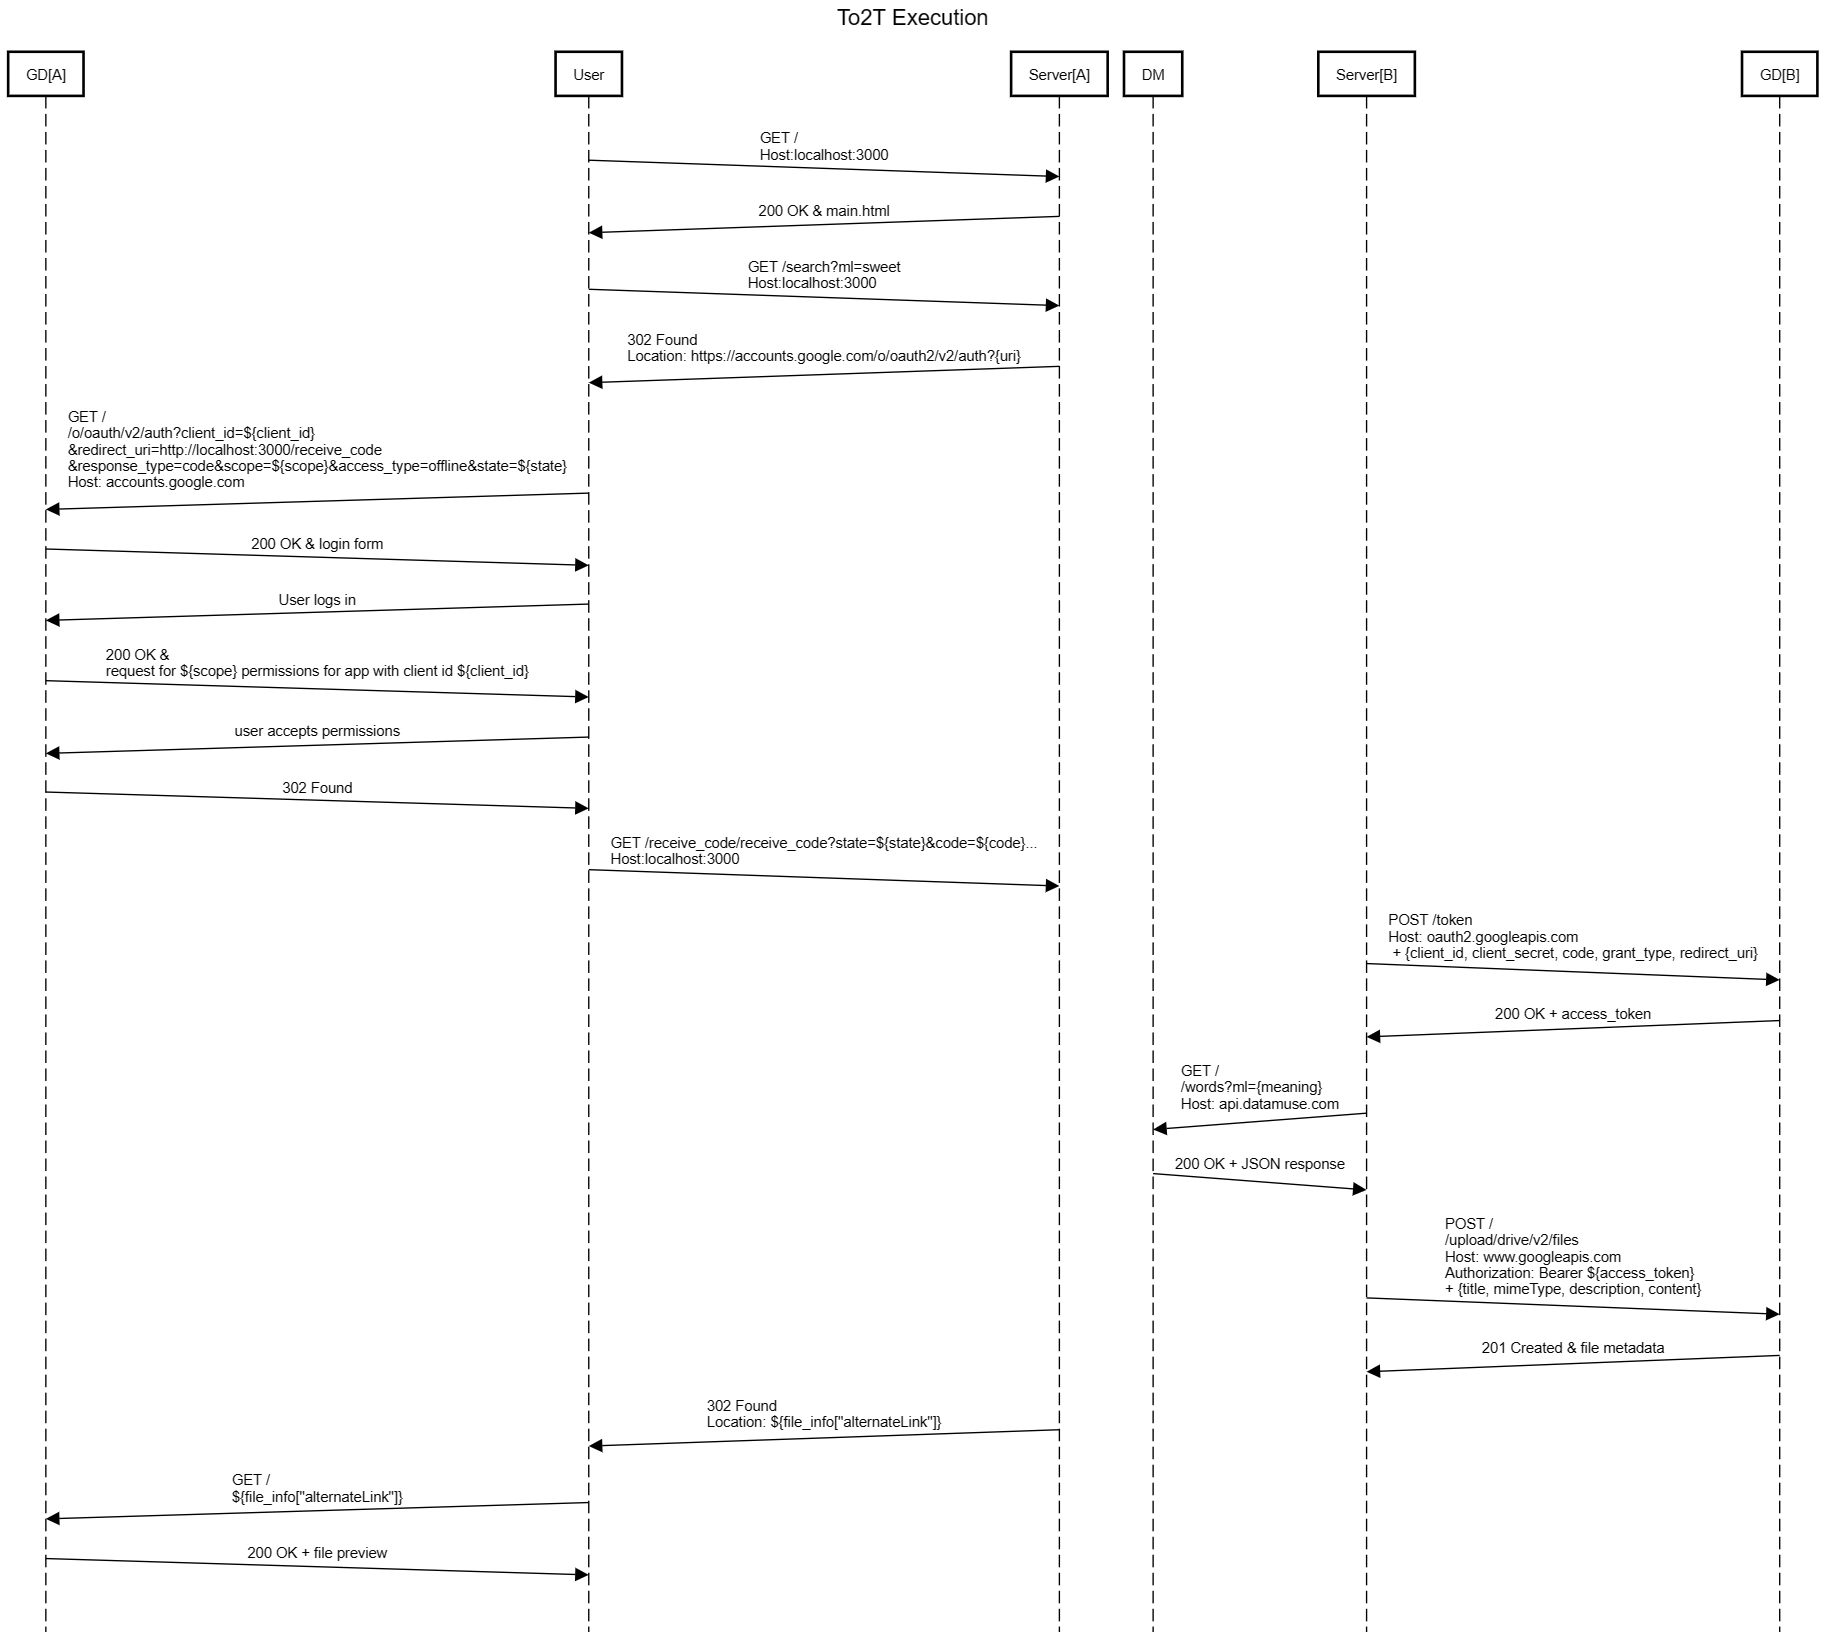 To2T Execution
GD[A]
User
Server[A]
DM
Server[B]
GD[B]
GET /
Host:localhost:3000
200 OK & main.html
GET /search?ml=sweet
Host:localhost:3000
302 Found
Location: https://accounts.google.com/o/oauth2/v2/auth?{uri}
GET /
/o/oauth/v2/auth?client_id=${client_id}
&redirect_uri=http://localhost:3000/receive_code
&response_type=code&scope=${scope}&access_type=offline&state=${state}
Host: accounts.google.com
200 OK & login form
User logs in
200 OK &
request for ${scope} permissions for app with client id ${client_id}
user accepts permissions
302 Found
GET /receive_code/receive_code?state=${state}&code=${code}...
Host:localhost:3000
POST /token
Host: oauth2.googleapis.com
+ {client_id, client_secret, code, grant_type, redirect_uri}
200 OK + access_token
GET /
/words?ml={meaning}
Host: api.datamuse.com
200 OK + JSON response
POST /
/upload/drive/v2/files
Host: www.googleapis.com
Authorization: Bearer ${access_token}
+ {title, mimeType, description, content}
201 Created & file metadata
302 Found
Location: ${file_info["alternateLink"]}
GET /
${file_info["alternateLink"]}
200 OK + file preview